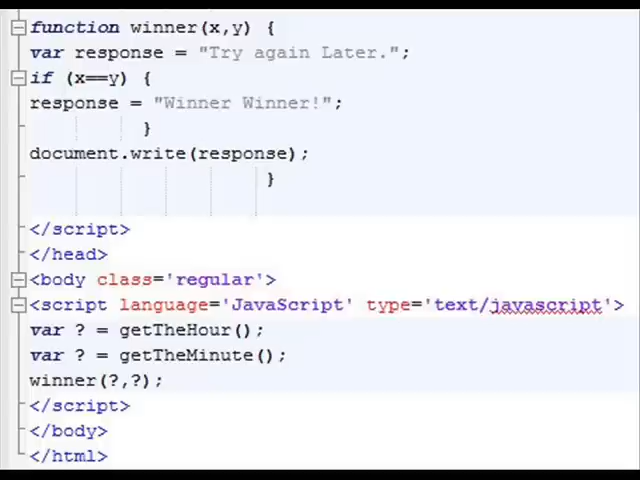 function winner(x,y) {
var response = "Try again Later.";
if (x==y) {
response = "Winner Winner!";
}
document.write(response);
}
</script>
</head>
<body class='regular'>
<script language='JavaScript' type='text/javascript'>
var ? = getTheHour();
var ? = getTheMinute();
winner(?,?);
</script>
</body>
</html>